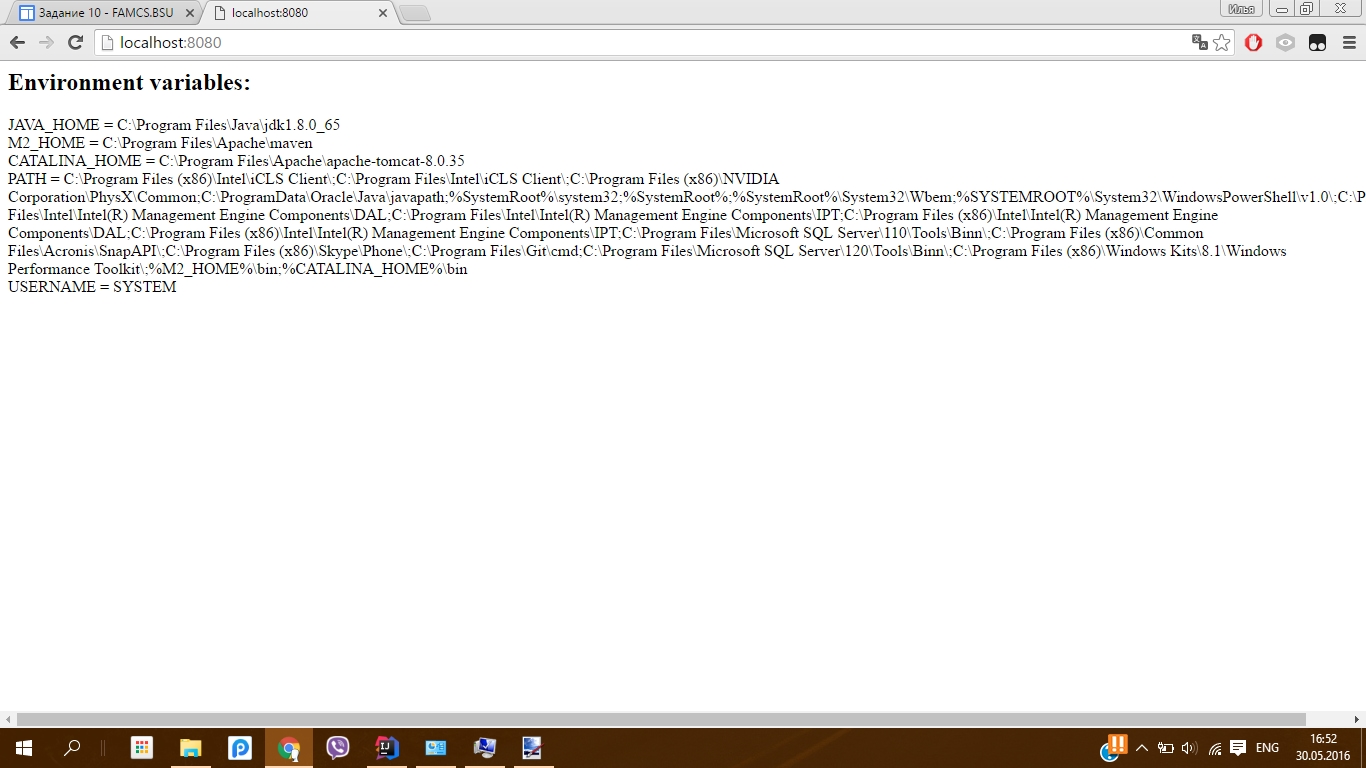 Задание 10 - FAMCS.BSU
localhost:8080
Илья
localhost:8080
Environment variables:
JAVA_HOME = C:\Program Files\Java\jdk1.8.0_65
M2_HOME = C:\Program Files\Apache\maven
CATALINA_HOME = C:\Program Files\Apache\apache-tomcat-8.0.35
PATH = C:\Program Files (x86)\Intel\iCLS Client\;C:\Program Files\Intel\iCLS Client\;C:\Program Files (x86)\NVIDIA
Corporation\PhysX\Common;C:\ProgramData\Oracle\Java\javapath;%SystemRoot%\system32;%SystemRoot%;%SystemRoot%\System32\Wbem;%SYSTEMROOT%\System32\WindowsPowerShell\v1.0\;C:\P
Files\Intel\Intel(R) Management Engine Components\DAL;C:\Program Files\Intel\Intel(R) Management Engine Components\IPT;C:\Program Files (x86)\Intel\Intel(R) Management Engine
Components\DAL;C:\Program Files (x86)\Intel\Intel(R) Management Engine Components\IPT;C:\Program Files\Microsoft SQL Server\110\Tools\Binn\;C:\Program Files (x86)\Common
Files\Acronis\SnapAPI\;C:\Program Files (x86)\Skype\Phone\;C:\Program Files\Git\cmd;C:\Program Files\Microsoft SQL Server\120\Tools\Binn\;C:\Program Files (x86)\Windows Kits\8.1\Windows
Performance Toolkit\;%M2_HOME%\bin;%CATALINA_HOME%\bin
USERNAME = SYSTEM
ENG
16:52
30.05.2016